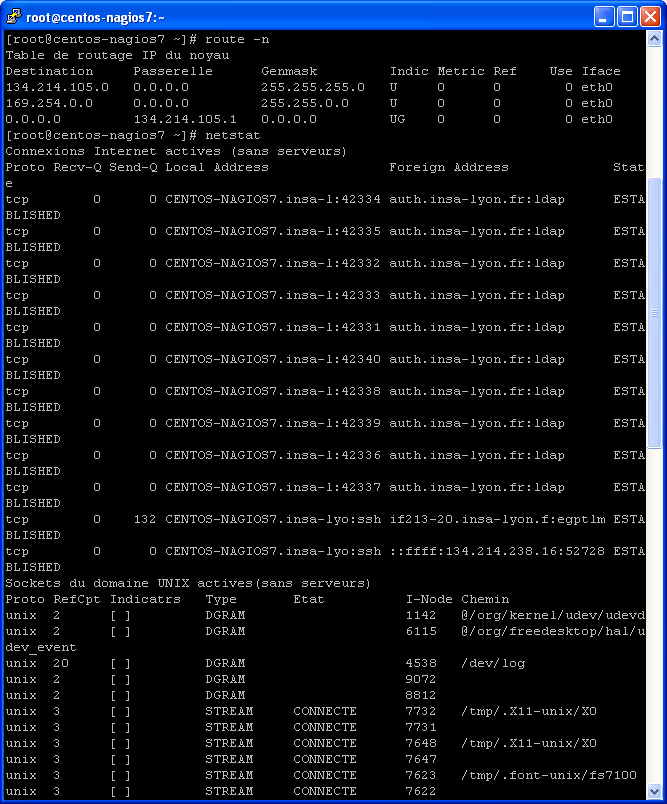 root@centos-nagios7:~
[root@centos-nagios7 ~]# route -n
Table de routage IP du noyau
Destination     Passerelle      Genmask         Indic Metric Ref    Use Iface
134.214.105.0   0.0.0.0         255.255.255.0   U     0      0        0 eth0
169.254.0.0     0.0.0.0         255.255.0.0     U     0      0        0 eth0
0.0.0.0         134.214.105.1   0.0.0.0         UG    0      0        0 eth0
[root@centos-nagios7 ~]# netstat
Connexions Internet actives (sans serveurs)
Proto Recv-Q Send-Q Local Address               Foreign Address             Stat
e
tcp        0      0 CENTOS-NAGIOS7.insa-l:42334 auth.insa-lyon.fr:ldap      ESTA
BLISHED
tcp        0      0 CENTOS-NAGIOS7.insa-l:42335 auth.insa-lyon.fr:ldap      ESTA
BLISHED
tcp        0      0 CENTOS-NAGIOS7.insa-l:42332 auth.insa-lyon.fr:ldap      ESTA
BLISHED
tcp        0      0 CENTOS-NAGIOS7.insa-l:42333 auth.insa-lyon.fr:ldap      ESTA
BLISHED
tcp        0      0 CENTOS-NAGIOS7.insa-l:42331 auth.insa-lyon.fr:ldap      ESTA
BLISHED
tcp        0      0 CENTOS-NAGIOS7.insa-l:42340 auth.insa-lyon.fr:ldap      ESTA
BLISHED
tcp        0      0 CENTOS-NAGIOS7.insa-l:42338 auth.insa-lyon.fr:ldap      ESTA
BLISHED
tcp        0      0 CENTOS-NAGIOS7.insa-l:42339 auth.insa-lyon.fr:ldap      ESTA
BLISHED
tcp        0      0 CENTOS-NAGIOS7.insa-l:42336 auth.insa-lyon.fr:ldap      ESTA
BLISHED
tcp        0      0 CENTOS-NAGIOS7.insa-l:42337 auth.insa-lyon.fr:ldap      ESTA
BLISHED
tcp        0    132 CENTOS-NAGIOS7.insa-lyo:ssh if213-20.insa-lyon.f:egptlm ESTA
BLISHED
tcp        0      0 CENTOS-NAGIOS7.insa-lyo:ssh ::ffff:134.214.238.16:52728 ESTA
BLISHED
Sockets du domaine UNIX actives(sans serveurs)
Proto RefCpt Indicatrs   Type       Etat          I-Node Chemin
unix  2      [ ]         DGRAM                    1142   @/org/kernel/udev/udevd
unix  2      [ ]         DGRAM                    6115   @/org/freedesktop/hal/u
dev_event
unix  20     [ ]         DGRAM                    4538   /dev/log
unix  2      [ ]         DGRAM                    9072
unix  2      [ ]         DGRAM                    8812
unix  3      [ ]         STREAM     CONNECTE      7732   /tmp/.X11-unix/X0
unix  3      [ ]         STREAM     CONNECTE      7731
unix  3      [ ]         STREAM     CONNECTE      7648   /tmp/.X11-unix/X0
unix  3      [ ]         STREAM     CONNECTE      7647
unix  3      [ ]         STREAM     CONNECTE      7623   /tmp/.font-unix/fs7100
unix  3      [ ]         STREAM     CONNECTE      7622